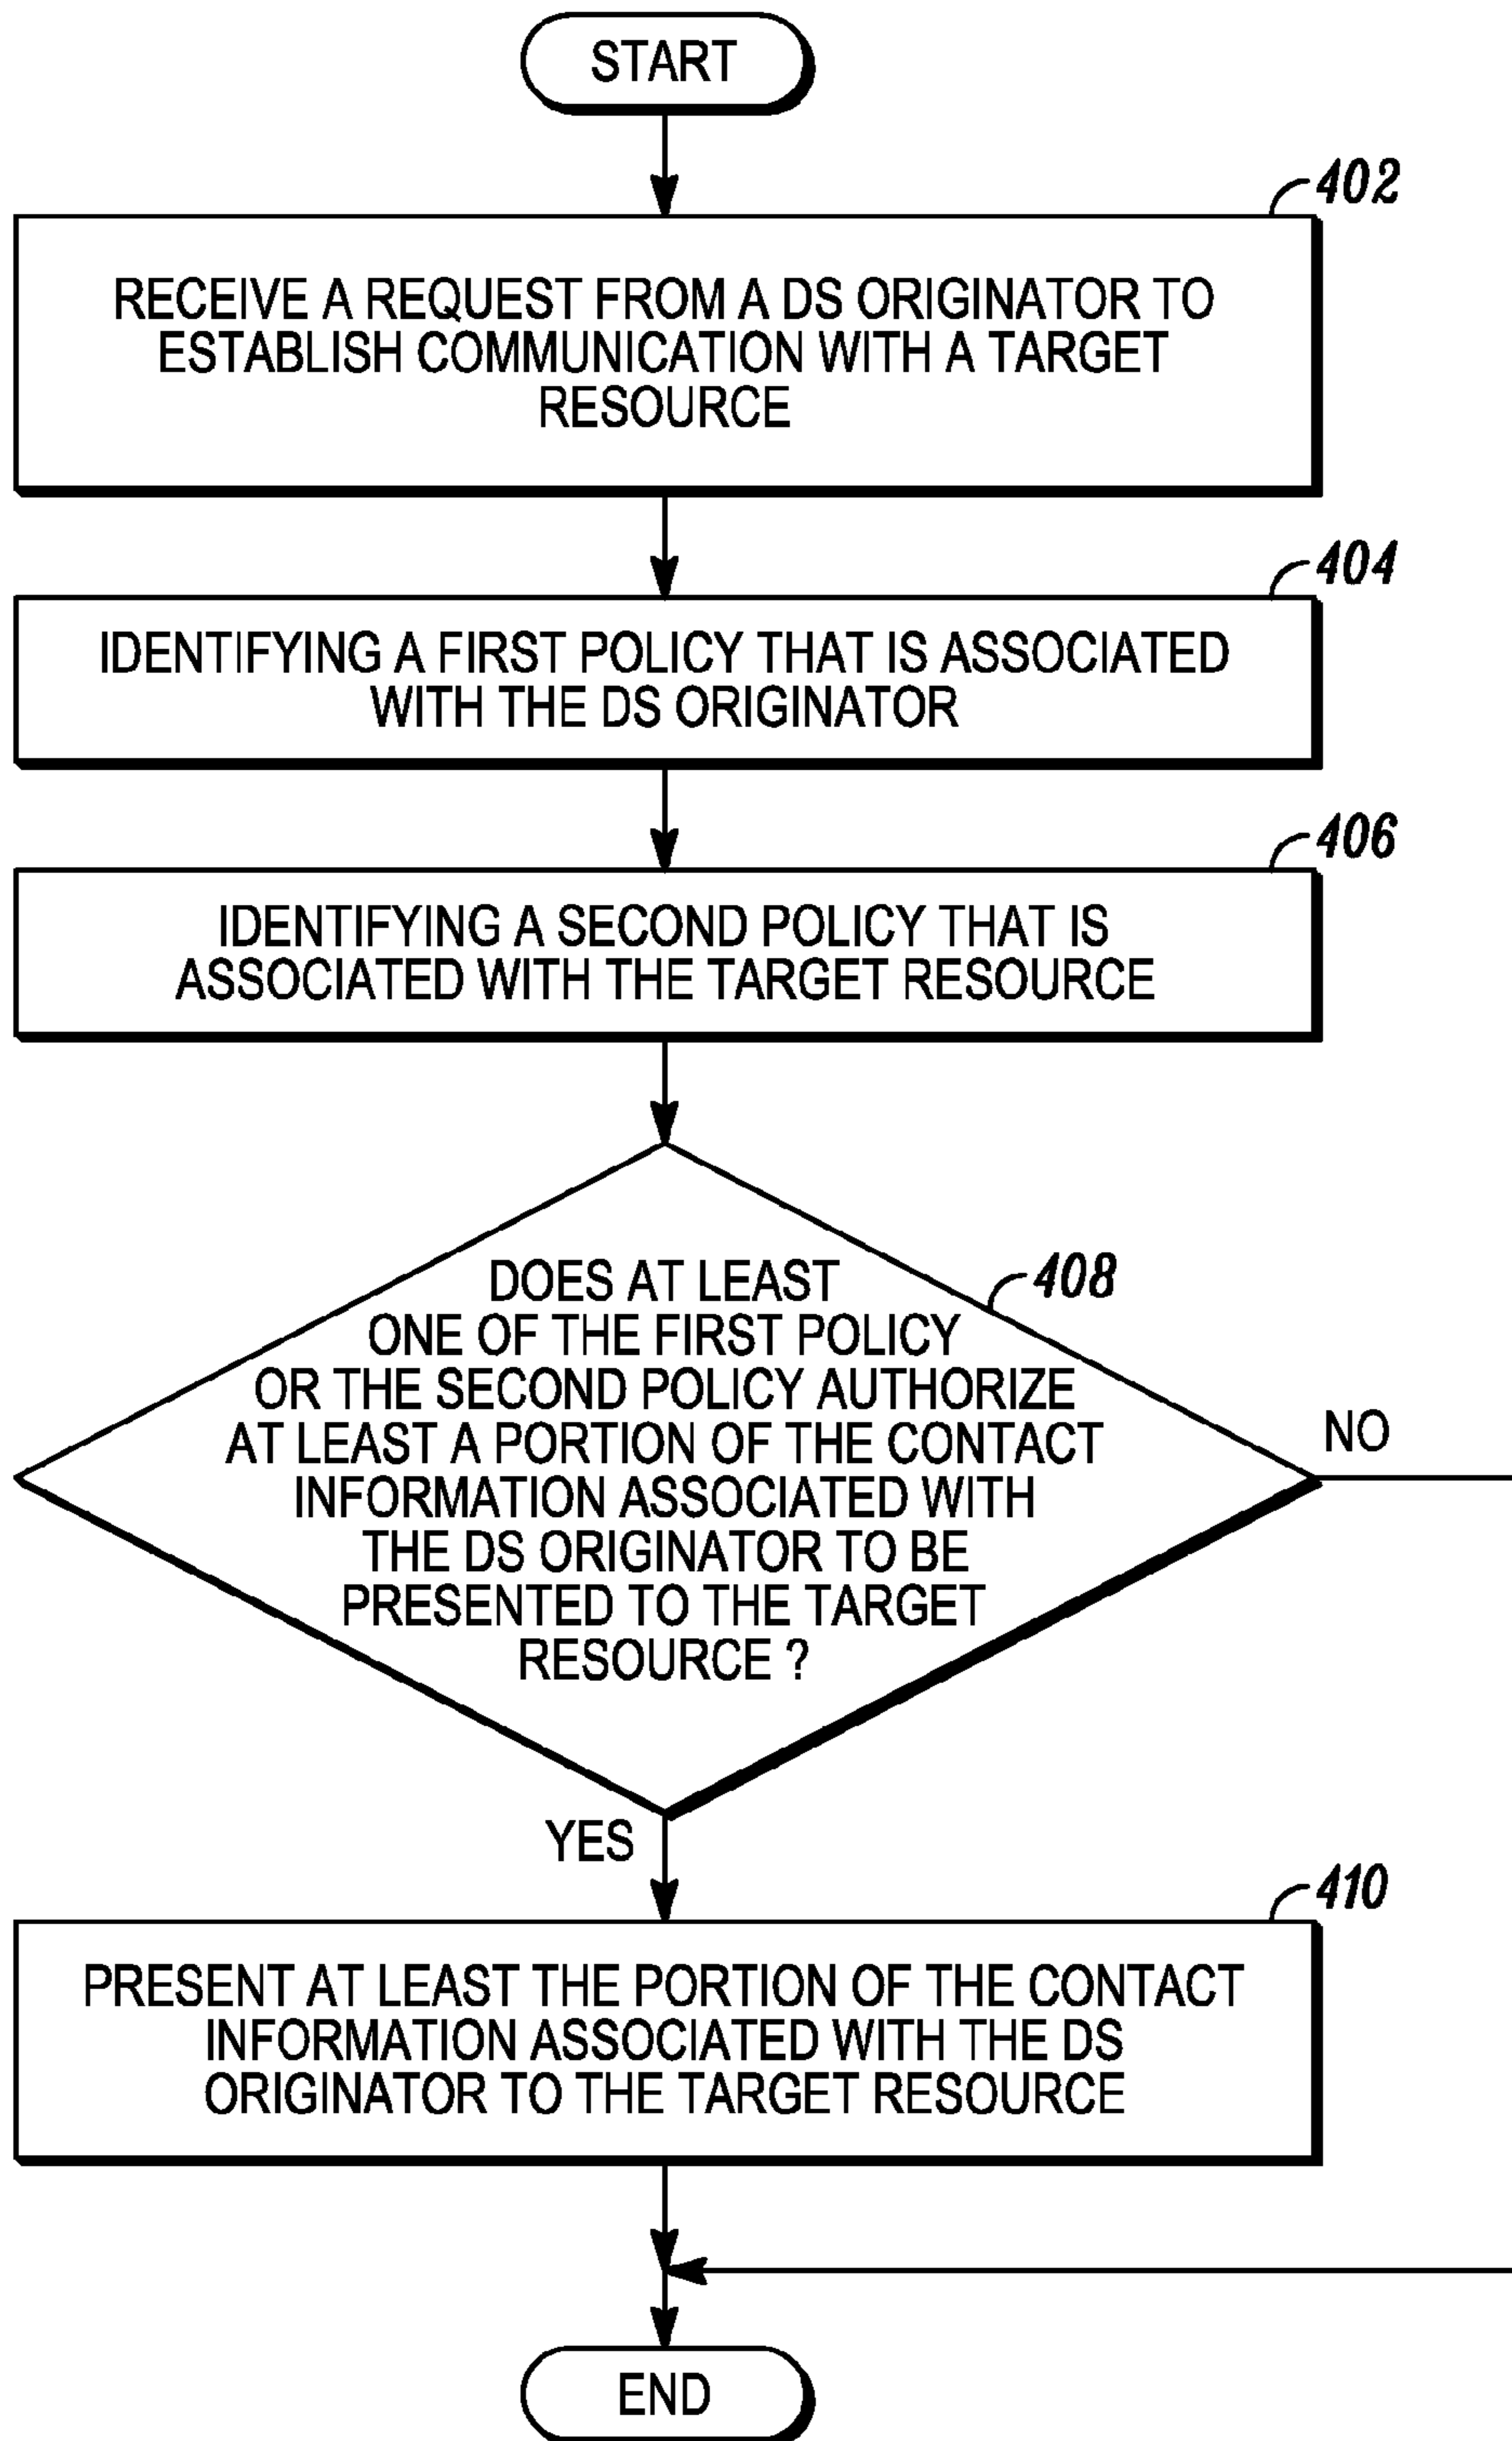 START
402
RECEIVE A REQUEST FROM A DS ORIGINATOR TO
ESTABLISH COMMUNICATION WITH A TARGET
RESOURCE
404
IDENTIFYING A FIRST POLICY THAT IS ASSOCIATED
WITH THE DS ORIGINATOR
406
IDENTIFYING A SECOND POLICY THAT IS
ASSOCIATED WITH THE TARGET RESOURCE
408
DOES AT LEAST
ONE OF THE FIRST POLICY
OR THE SECOND POLICY AUTHORIZE
AT LEAST A PORTION OF THE CONTACT
INFORMATION ASSOCIATED WITH
THE DS ORIGINATOR TO BE
PRESENTED TO THE TARGET
RESOURCE ?
NO
YES
410
PRESENT AT LEAST THE PORTION OF THE CONTACT
INFORMATION ASSOCIATED WITH THE DS
ORIGINATOR TO THE TARGET RESOURCE
END